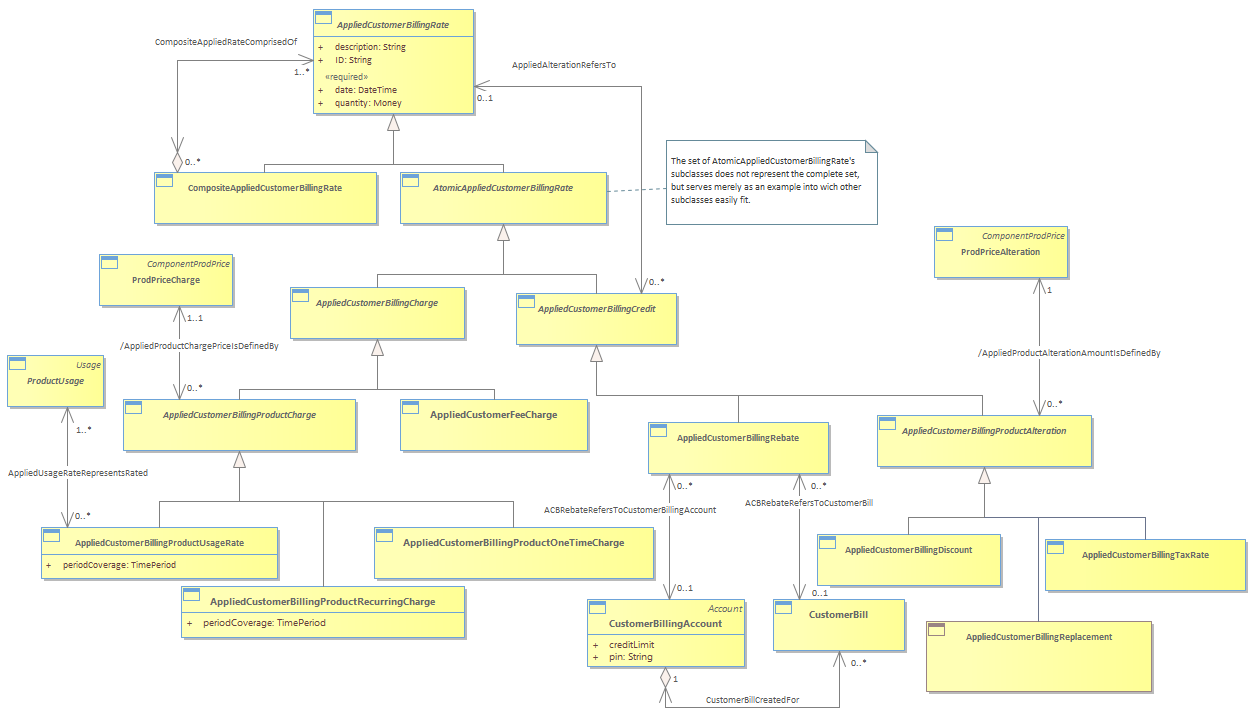 AppliedCustomerBillingRate
+ description: String
+ ID: String
«required»
+ date: DateTime
+ quantity: Money
CompositeAppliedRateComprisedOf
1..*
0..*
AppliedAlterationRefersTo
0..1
0..*
CompositeAppliedCustomerBillingRate
AtomicAppliedCustomerBillingRate
The set of AtomicAppliedCustomerBillingRate's
subclasses does not represent the complete set,
but serves merely as an example into wich other
subclasses easily fit.
ComponentProdPrice
ProdPriceCharge
ComponentProdPrice
ProdPriceAlteration
AppliedCustomerBillingCharge
AppliedCustomerBillingCredit
1..1
/AppliedProductChargePriceIsDefinedBy
0..*
1
/AppliedProductAlterationAmountIsDefinedBy
0..*
Usage
ProductUsage
AppliedCustomerBillingProductCharge
AppliedCustomerFeeCharge
AppliedCustomerBillingRebate
AppliedCustomerBillingProductAlteration
1..*
AppliedUsageRateRepresentsRated
0..*
0..*
ACBRebateRefersToCustomerBillingAccount
0..1
0..*
ACBRebateRefersToCustomerBill
0..1
AppliedCustomerBillingProductUsageRate
+ periodCoverage: TimePeriod
AppliedCustomerBillingProductOneTimeCharge
AppliedCustomerBillingDiscount
AppliedCustomerBillingTaxRate
AppliedCustomerBillingProductRecurringCharge
+ periodCoverage: TimePeriod
Account
CustomerBillingAccount
+ creditLimit
+ pin: String
CustomerBill
AppliedCustomerBillingReplacement
1
CustomerBillCreatedFor
0..*